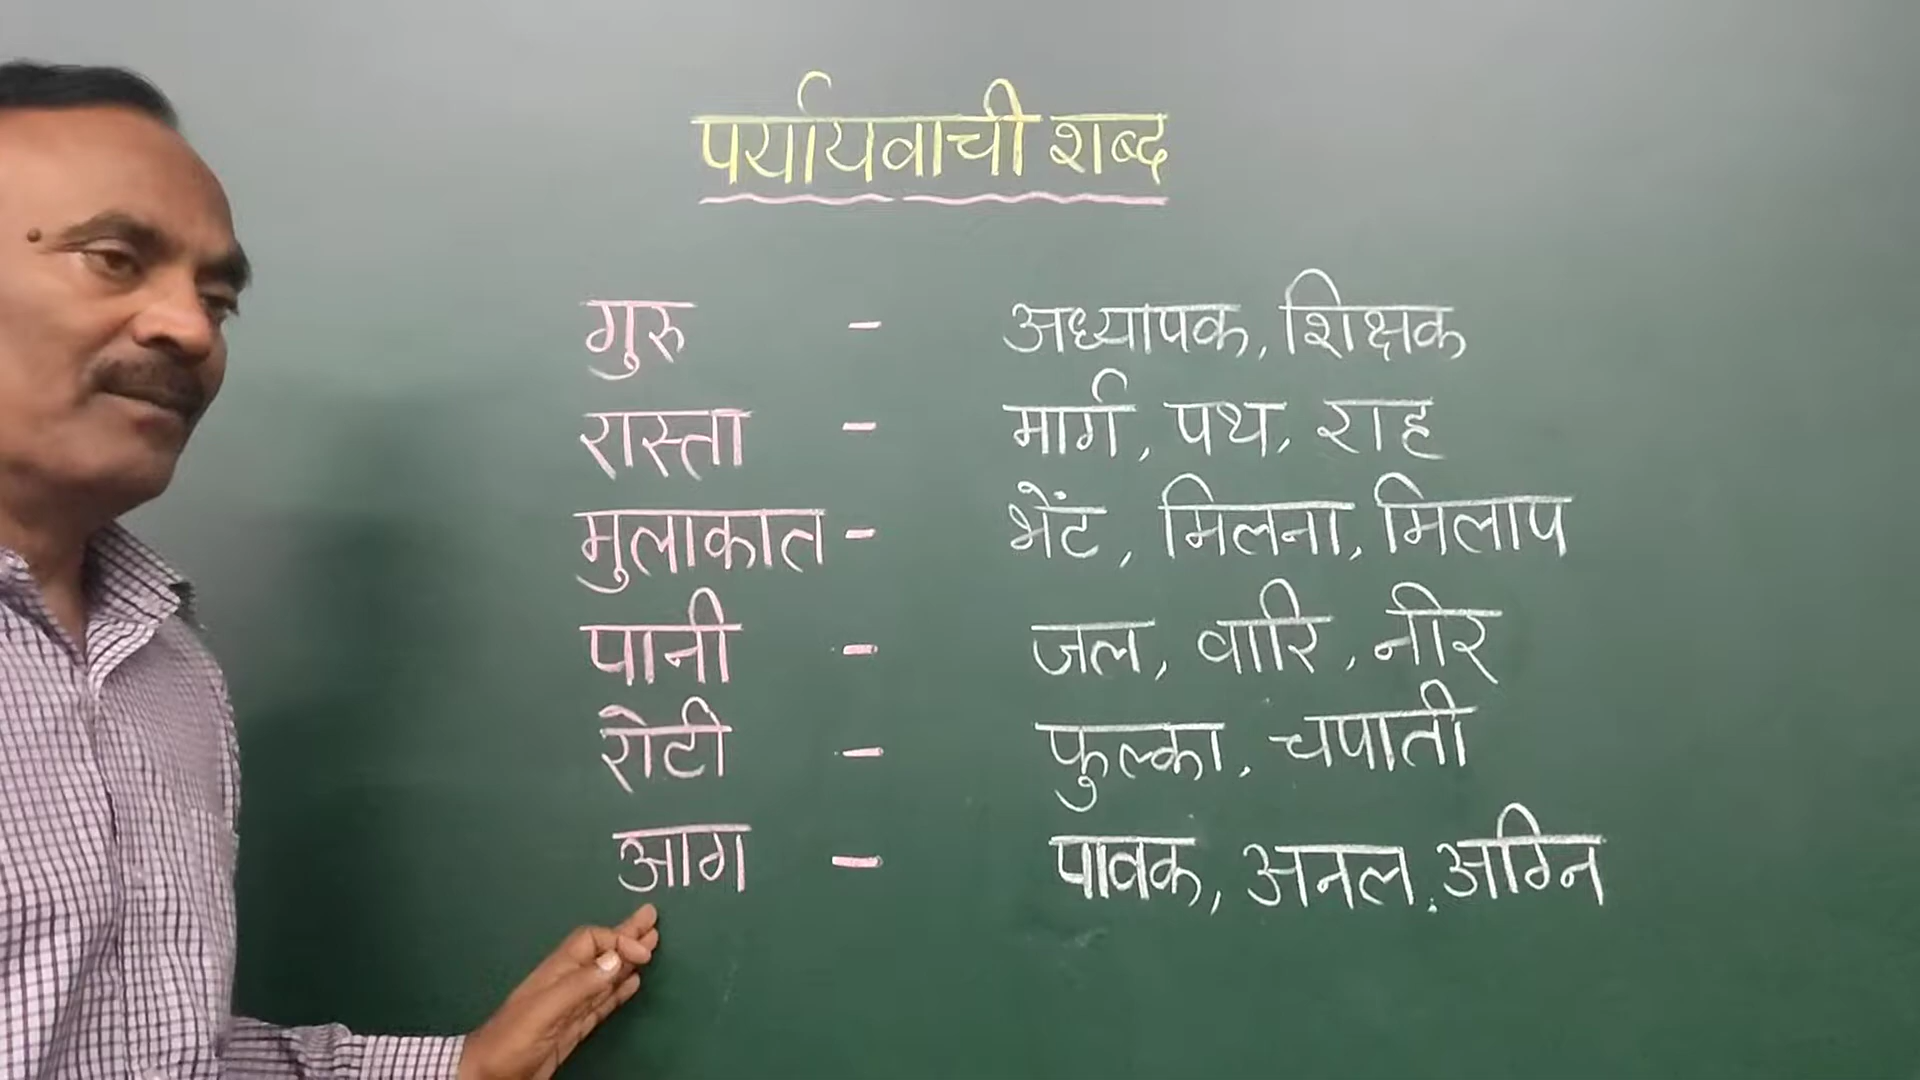 पर्यायवाची शब्द
गुरु - अध्यापक, शिक्षक
रास्ता - मार्ग, पथ, राह
मुलाकात - भेंट, मिलना, मिलाप
पानी - जल, वारि, नीर
रोटी - फुल्का, चपाती
आग - पावक, अनल, अग्नि